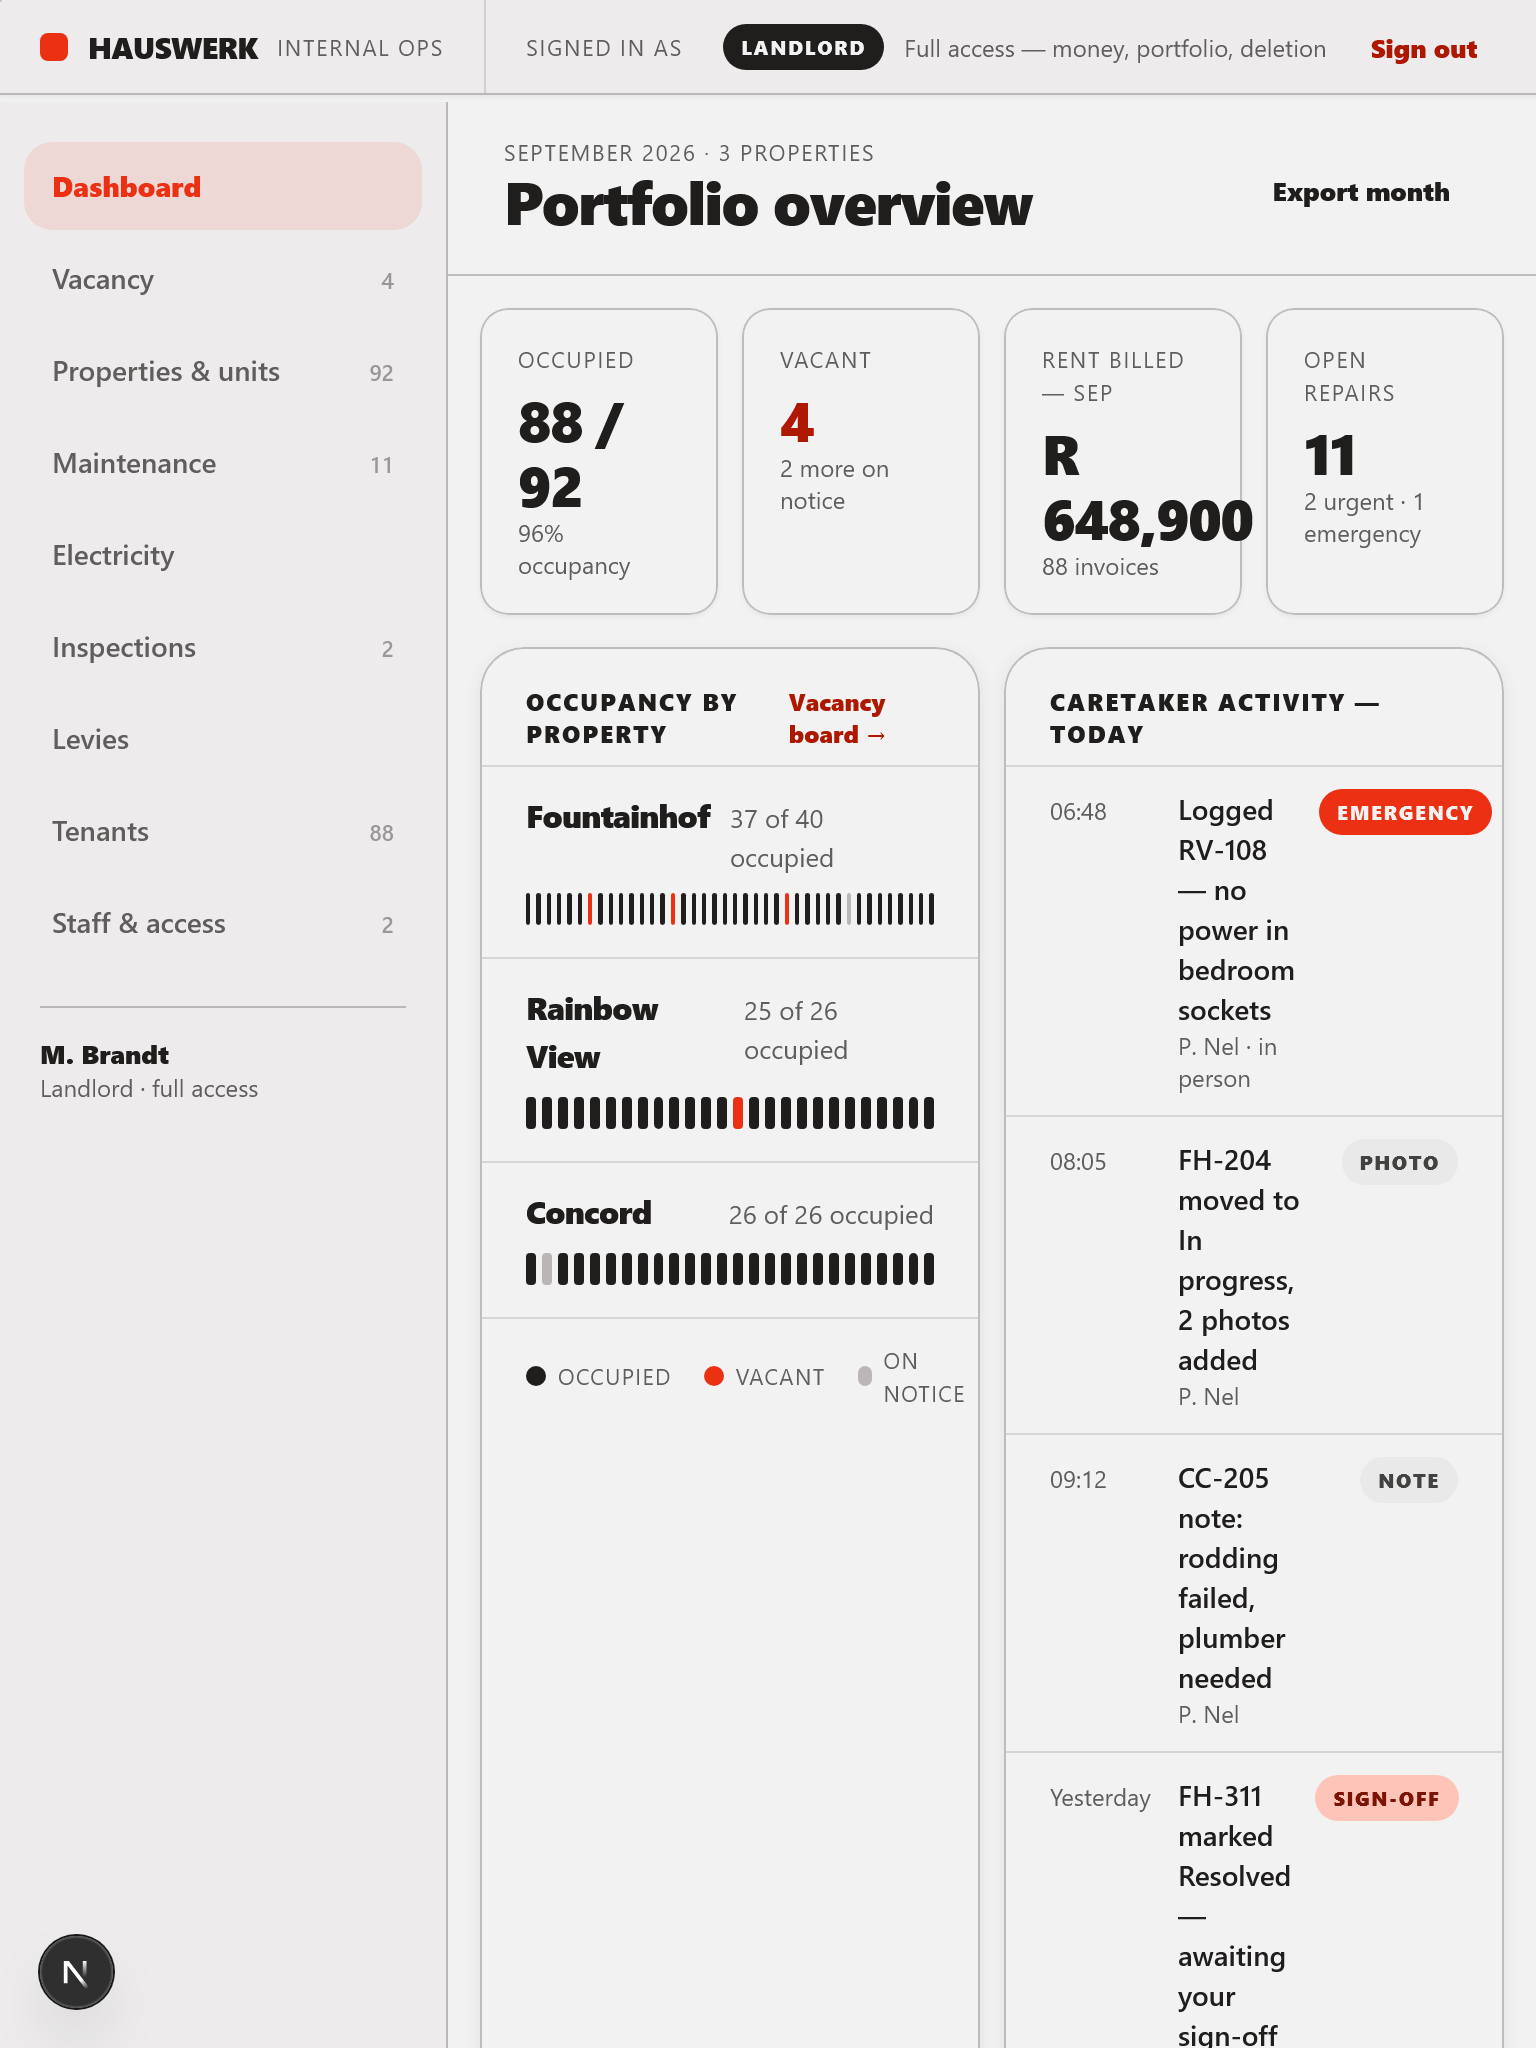 HAUSWERK INTERNAL OPS
SIGNED IN AS LANDLORD Full access — money, portfolio, deletion Sign out
Dashboard
Vacancy 4
Properties & units 92
Maintenance 11
Electricity
Inspections 2
Levies
Tenants 88
Staff & access 2
M. Brandt
Landlord · full access
SEPTEMBER 2026 · 3 PROPERTIES
Portfolio overview
Export month
OCCUPIED
88 /
92
96%
occupancy
VACANT
4
2 more on
notice
RENT BILLED
— SEP
R
648,900
88 invoices
OPEN
REPAIRS
11
2 urgent · 1
emergency
OCCUPANCY BY
PROPERTY
Vacancy
board →
Fountainhof 37 of 40
occupied
Rainbow
View
25 of 26
occupied
Concord 26 of 26 occupied
OCCUPIED VACANT ON
NOTICE
CARETAKER ACTIVITY —
TODAY
06:48 Logged EMERGENCY
RV-108
— no
power in
bedroom
sockets
P. Nel · in
person
08:05 FH-204 PHOTO
moved to
In
progress,
2 photos
added
P. Nel
09:12 CC-205 NOTE
note:
rodding
failed,
plumber
needed
P. Nel
Yesterday FH-311 SIGN-OFF
marked
Resolved
—
awaiting
your
sign-off
N